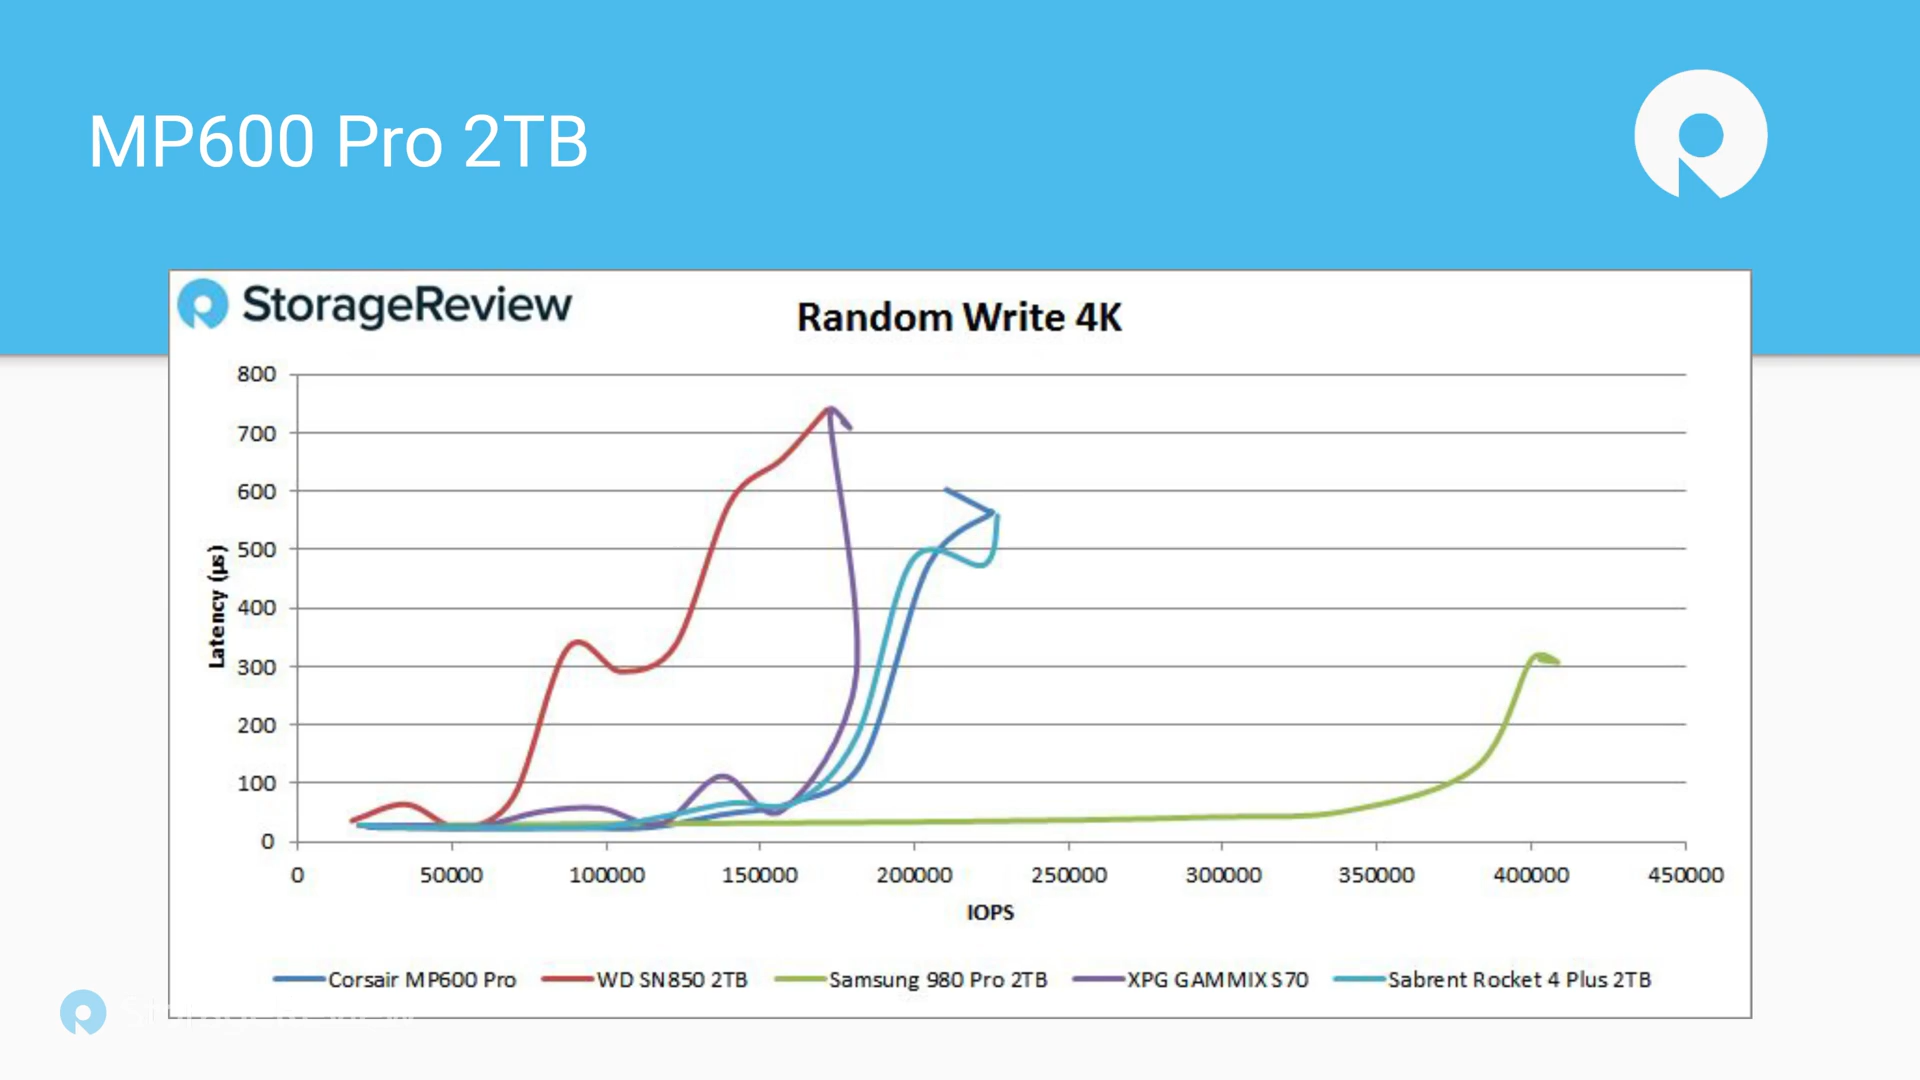 MP600 Pro 2TB
StorageReview
Random Write 4K
800
700
600
500
400
300
200
100
0
Latency (µs)
0 50000 100000 150000 200000 250000 300000 350000 400000 450000
IOPS
Corsair MP600 Pro WD SN850 2TB Samsung 980 Pro 2TB XPG GAMMIX S70 Sabrent Rocket 4 Plus 2TB